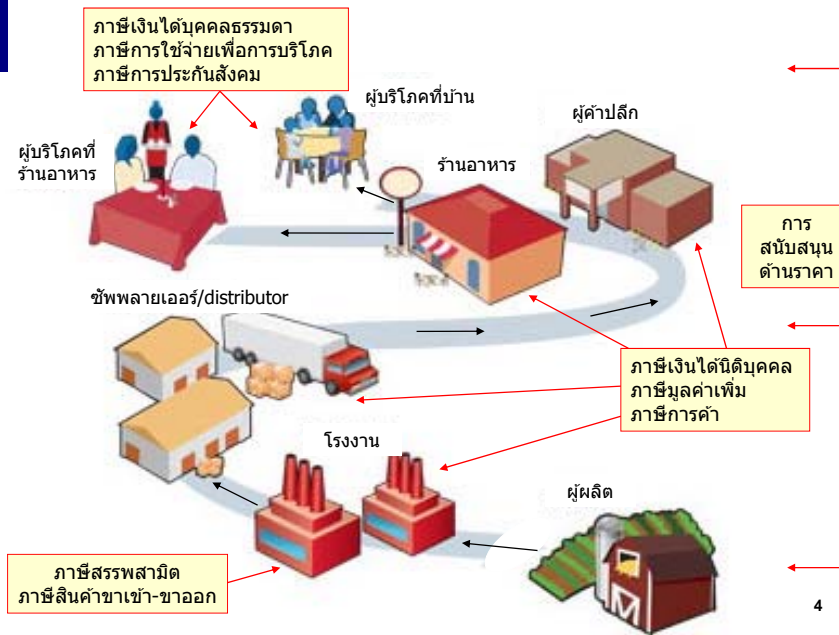 ภาษีเงินได้บุคคลธรรมดา
ภาษีการใช้จ่ายเพื่อการบริโภค
ภาษีการประกันสังคม
ผู้บริโภคที่บ้าน
ผู้ค้าปลีก
ผู้บริโภคที่
ร้านอาหาร
ร้านอาหาร
การ
สนับสนุน
ด้านราคา
ซัพพลายเออร์/distributor
ภาษีเงินได้นิติบุคคล
ภาษีมูลค่าเพิ่ม
ภาษีการค้า
โรงงาน
ผู้ผลิต
ภาษีสรรพสามิต
ภาษีสินค้าขาเข้า-ขาออก
4